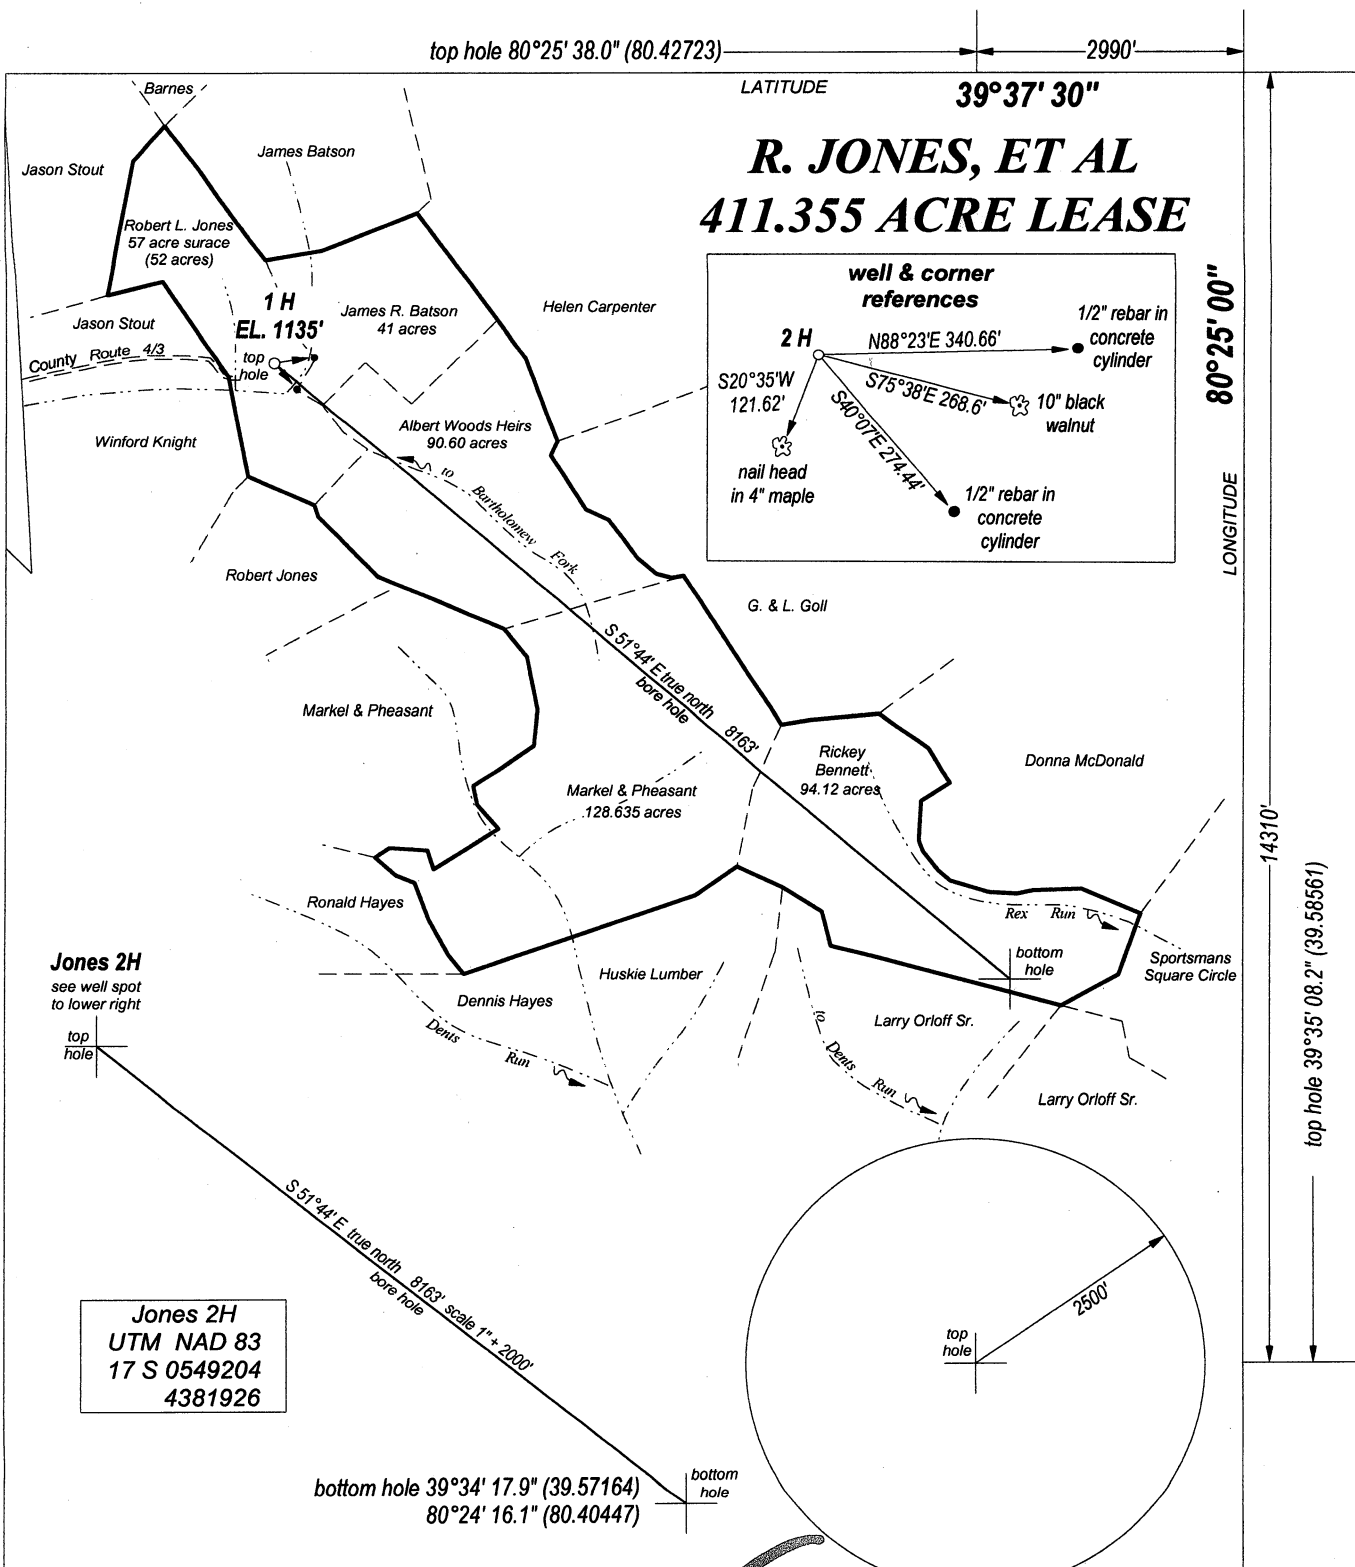 top hole 80°25' 38.0" (80.42723)
2990'
LATITUDE
39°37' 30"
R. JONES, ET AL
411.355 ACRE LEASE
80°25' 00"
LONGITUDE
14310'
top hole 39°35' 08.2" (39.58561)
well & corner
references
2 H
N88°23'E 340.66'
1/2" rebar in
concrete
cylinder
S20°35'W
121.62'
S75°38'E 268.6'
10" black
walnut
S40°07'E 274.44'
nail head
in 4" maple
1/2" rebar in
concrete
cylinder
Barnes
Jason Stout
James Batson
Robert L. Jones
57 acre surace
(52 acres)
1 H
EL. 1135'
James R. Batson
41 acres
Helen Carpenter
Jason Stout
County Route 4/3
top
hole
Winford Knight
Albert Woods Heirs
90.60 acres
to
Bartholomew
Fork
Robert Jones
G. & L. Goll
S 51°44' E true north 8163'
bore hole
Markel & Pheasant
Markel & Pheasant
128.635 acres
Rickey
Bennett
94.12 acres
Donna McDonald
Ronald Hayes
Rex Run
bottom
hole
Sportsmans
Square Circle
Huskie Lumber
Dennis Hayes
Dents
Run
Larry Orloff Sr.
to
Dents
Run
Larry Orloff Sr.
Jones 2H
see well spot
to lower right
top
hole
S 51°44' E true north 8163' scale 1" + 2000'
bore hole
Jones 2H
UTM NAD 83
17 S 0549204
4381926
bottom hole 39°34' 17.9" (39.57164)
80°24' 16.1" (80.40447)
bottom
hole
top
hole
2500'